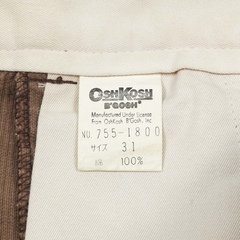 OSHKOSH
B'GOSH®
Manufactured Under License
From OshKosh B'Gosh, Inc.
NO. 755-1800
サイズ 31
綿 100%